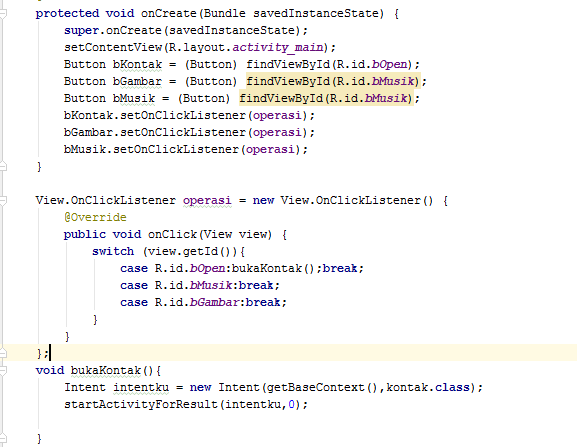 protected void onCreate(Bundle savedInstanceState) {
super.onCreate(savedInstanceState);
setContentView(R.layout.activity_main);
Button bKontak = (Button) findViewById(R.id.bOpen);
Button bGambar = (Button) findViewById(R.id.bMusik);
Button bMusik = (Button) findViewById(R.id.bMusik);
bKontak.setOnClickListener(operasi);
bGambar.setOnClickListener(operasi);
bMusik.setOnClickListener(operasi);
}
View.OnClickListener operasi = new View.OnClickListener() {
@Override
public void onClick(View view) {
switch (view.getId()){
case R.id.bOpen:bukaKontak();break;
case R.id.bMusik:break;
case R.id.bGambar:break;
}
}
};
void bukaKontak(){
Intent intentku = new Intent(getBaseContext(),kontak.class);
startActivityForResult(intentku,0);
}